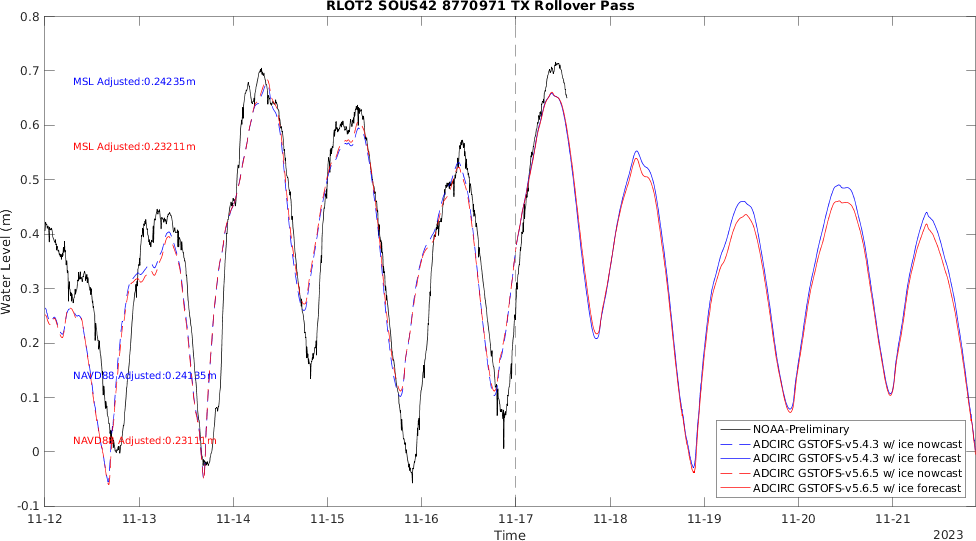 RLOT2 SOUS42 8770971 TX Rollover Pass
0.8
0.7
0.6
0.5
0.4
0.3
0.2
0.1
0
-0.1
Water Level (m)
MSL Adjusted:0.24235m
MSL Adjusted:0.23211m
NAVD88 Adjusted:0.24135m
NAVD88 Adjusted:0.23111m
NOAA-Preliminary
ADCIRC GSTOFS-v5.4.3 w/ ice nowcast
ADCIRC GSTOFS-v5.4.3 w/ ice forecast
ADCIRC GSTOFS-v5.6.5 w/ ice nowcast
ADCIRC GSTOFS-v5.6.5 w/ ice forecast
11-12 11-13 11-14 11-15 11-16 11-17 11-18 11-19 11-20 11-21
Time
2023